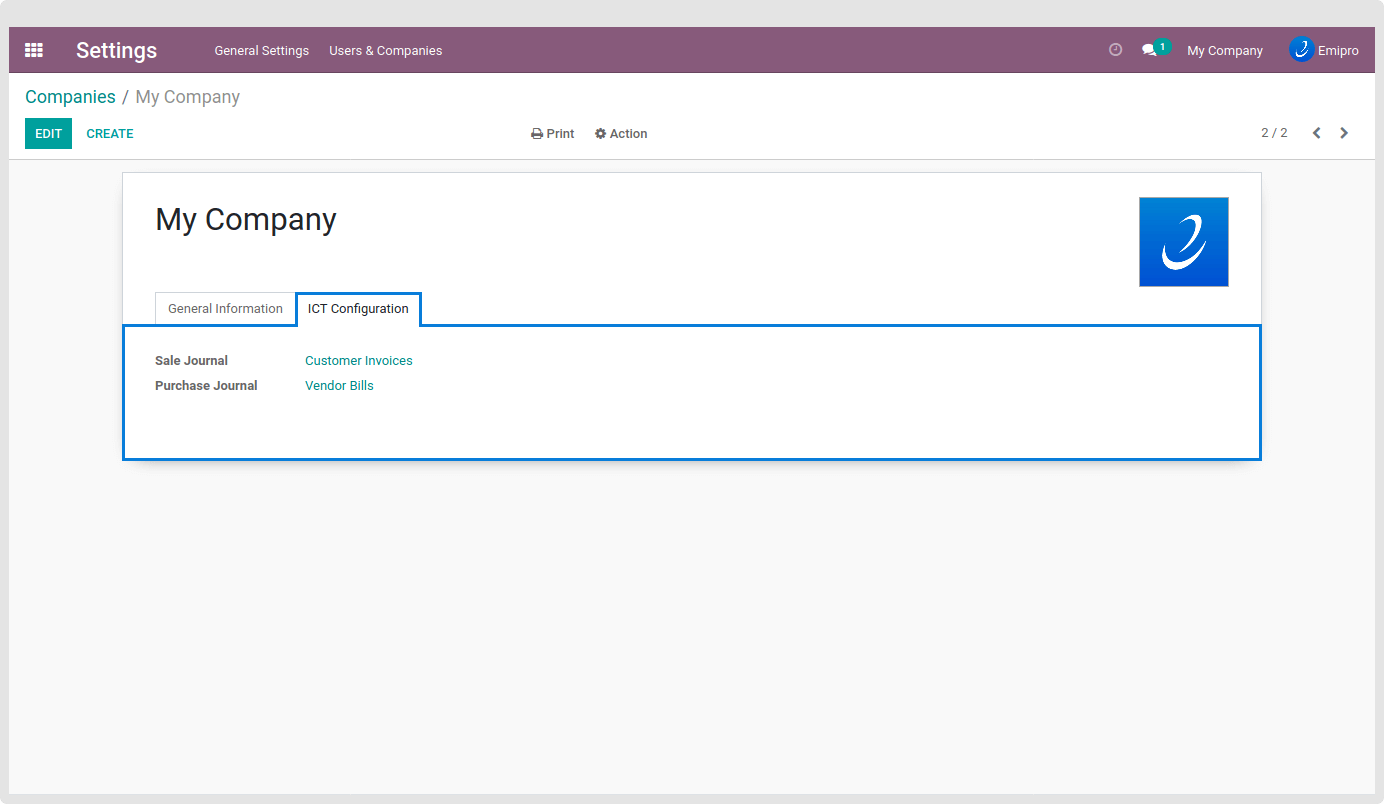 Settings General Settings Users & Companies 1 My Company Emipro
Companies / My Company
EDIT CREATE Print Action 2 / 2
My Company
General Information ICT Configuration
Sale Journal Customer Invoices
Purchase Journal Vendor Bills